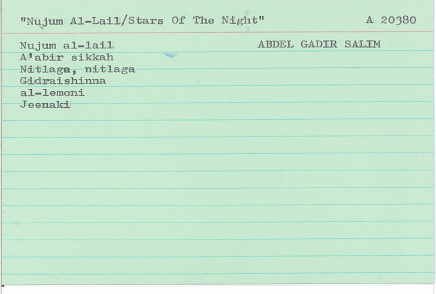 "Nujum Al-Lail/Stars Of The Night" A 20380
Nujum al-lail ABDEL GADIR SALIM
A'abir sikkah
Nitlaga, nitlaga
Gidraishinna
al-lemoni
Jeenaki